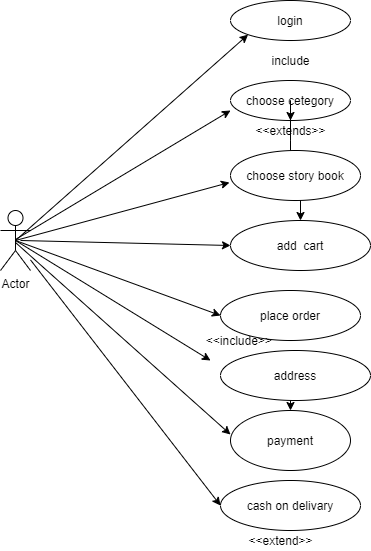 login
include
choose cetegory
<<extends>>
choose story book
add cart
Actor
place order
<<include>>
address
payment
cash on delivary
<<extend>>